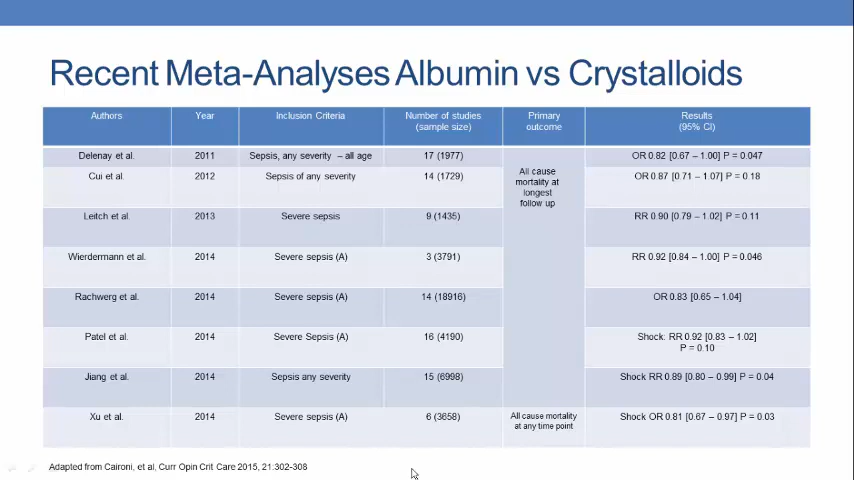 Recent Meta-Analyses Albumin vs Crystalloids
Authors Year Inclusion Criteria Number of studies (sample size) Primary outcome Results (95% CI)
Delenay et al. 2011 Sepsis, any severity – all age 17 (1977) All cause mortality at longest follow up OR 0.82 [0.67 – 1.00] P = 0.047
Cui et al. 2012 Sepsis of any severity 14 (1729) OR 0.87 [0.71 - 1.07] P = 0.18
Leitch et al. 2013 Severe sepsis 9 (1435) RR 0.90 [0.79 – 1.02] P = 0.11
Wierdermann et al. 2014 Severe sepsis (A) 3 (3791) RR 0.92 [0.84 – 1.00] P = 0.046
Rachwerg et al. 2014 Severe sepsis (A) 14 (18916) OR 0.83 [0.65 – 1.04]
Patel et al. 2014 Severe Sepsis (A) 16 (4190) Shock: RR 0.92 [0.83 – 1.02] P = 0.10
Jiang et al. 2014 Sepsis any severity 15 (6998) Shock RR 0.89 [0.80 – 0.99] P = 0.04
Xu et al. 2014 Severe sepsis (A) 6 (3658) All cause mortality at any time point Shock OR 0.81 [0.67 – 0.97] P = 0.03
Adapted from Caironi, et al, Curr Opin Crit Care 2015, 21:302-308